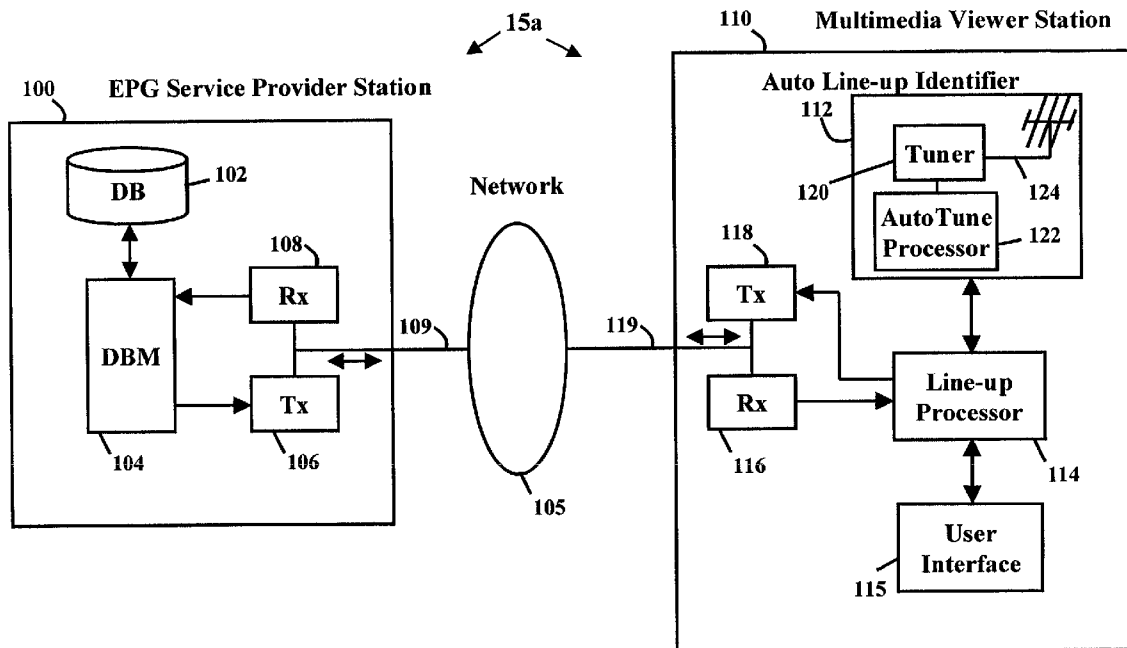 15a
110
Multimedia Viewer Station
100
EPG Service Provider Station
Auto Line-up Identifier
112
DB
102
Network
Tuner
120
124
AutoTune
Processor
122
108
Rx
118
Tx
DBM
109
119
Line-up
Processor
Tx
Rx
104
106
116
114
105
User
Interface
115